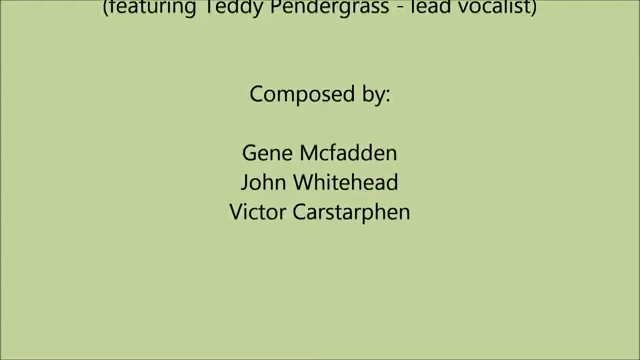 (featuring Teddy Pendergrass - lead vocalist)
Composed by:
Gene Mcfadden
John Whitehead
Victor Carstarphen